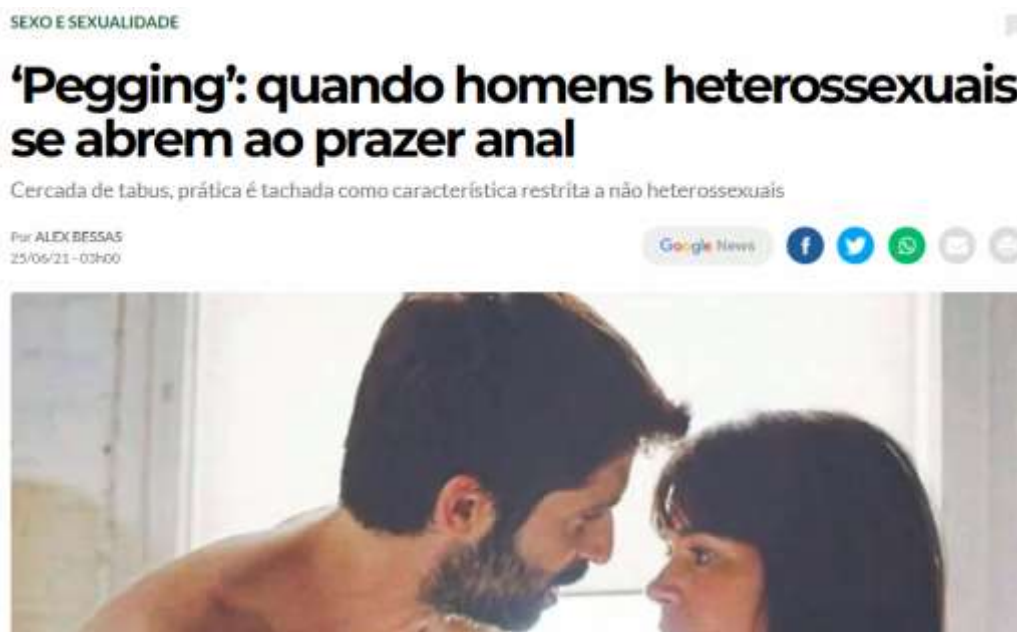 SEXO E SEXUALIDADE
‘Pegging’: quando homens heterossexuais
se abrem ao prazer anal
Cercada de tabus, prática é tachada como característica restrita a não heterossexuais
Por ALEX BESSAS
25/06/21 - 03h00
Google News